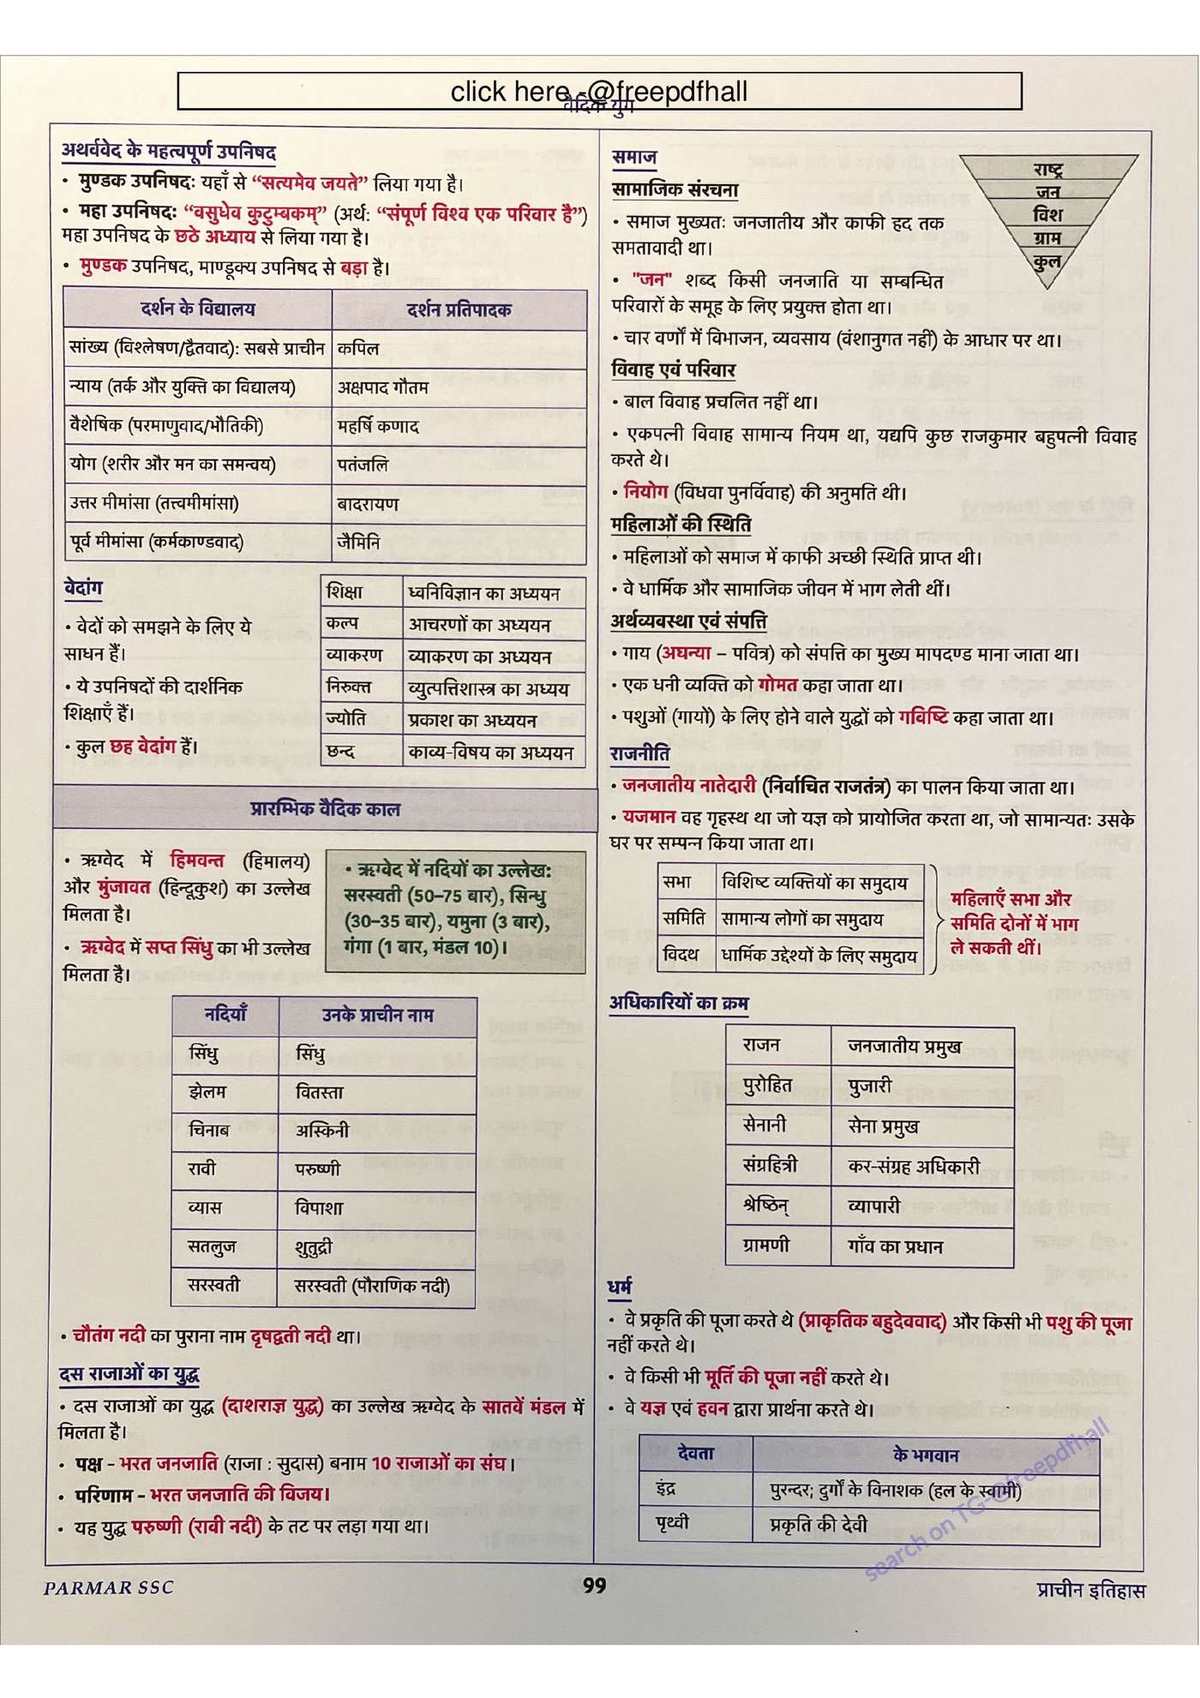 click here -@freepdfhall
वैदिक युग
अथर्ववेद के महत्वपूर्ण उपनिषद
• मुण्डक उपनिषदः यहाँ से “सत्यमेव जयते” लिया गया है।
• महा उपनिषदः “वसुधेव कुटुम्बकम्” (अर्थ: “संपूर्ण विश्व एक परिवार है”)
महा उपनिषद के छठे अध्याय से लिया गया है।
• मुण्डक उपनिषद, माण्डूक्य उपनिषद से बड़ा है।
दर्शन के विद्यालय दर्शन प्रतिपादक
सांख्य (विश्लेषण/द्वैतवाद): सबसे प्राचीन कपिल
न्याय (तर्क और युक्ति का विद्यालय) अक्षपाद गौतम
वैशेषिक (परमाणुवाद/भौतिकी) महर्षि कणाद
योग (शरीर और मन का समन्वय) पतंजलि
उत्तर मीमांसा (तत्त्वमीमांसा) बादरायण
पूर्व मीमांसा (कर्मकाण्डवाद) जैमिनि
वेदांग
• वेदों को समझने के लिए ये
साधन हैं।
• ये उपनिषदों की दार्शनिक
शिक्षाएँ हैं।
• कुल छह वेदांग हैं।
शिक्षा ध्वनिविज्ञान का अध्ययन
कल्प आचरणों का अध्ययन
व्याकरण व्याकरण का अध्ययन
निरुक्त व्युत्पत्तिशास्त्र का अध्यय
ज्योति प्रकाश का अध्ययन
छन्द काव्य-विषय का अध्ययन
प्रारम्भिक वैदिक काल
• ऋग्वेद में हिमवन्त (हिमालय)
और मुंजावत (हिन्दूकुश) का उल्लेख
मिलता है।
• ऋग्वेद में सप्त सिंधु का भी उल्लेख
मिलता है।
• ऋग्वेद में नदियों का उल्लेख:
सरस्वती (50–75 बार), सिन्धु
(30–35 बार), यमुना (3 बार),
गंगा (1 बार, मंडल 10)।
नदियाँ उनके प्राचीन नाम
सिंधु सिंधु
झेलम वितस्ता
चिनाब अस्किनी
रावी परुष्णी
व्यास विपाशा
सतलुज शुतुद्री
सरस्वती सरस्वती (पौराणिक नदी)
• चौतंग नदी का पुराना नाम दृषद्वती नदी था।
दस राजाओं का युद्ध
• दस राजाओं का युद्ध (दाशराज्ञ युद्ध) का उल्लेख ऋग्वेद के सातवें मंडल में
मिलता है।
• पक्ष – भरत जनजाति (राजा : सुदास) बनाम 10 राजाओं का संघ।
• परिणाम – भरत जनजाति की विजय।
• यह युद्ध परुष्णी (रावी नदी) के तट पर लड़ा गया था।
समाज
सामाजिक संरचना
• समाज मुख्यतः जनजातीय और काफी हद तक
समतावादी था।
• "जन" शब्द किसी जनजाति या सम्बन्धित
परिवारों के समूह के लिए प्रयुक्त होता था।
राष्ट्र
जन
विश
ग्राम
कुल
• चार वर्णों में विभाजन, व्यवसाय (वंशानुगत नहीं) के आधार पर था।
विवाह एवं परिवार
• बाल विवाह प्रचलित नहीं था।
• एकपत्नी विवाह सामान्य नियम था, यद्यपि कुछ राजकुमार बहुपत्नी विवाह
करते थे।
• नियोग (विधवा पुनर्विवाह) की अनुमति थी।
महिलाओं की स्थिति
• महिलाओं को समाज में काफी अच्छी स्थिति प्राप्त थी।
• वे धार्मिक और सामाजिक जीवन में भाग लेती थीं।
अर्थव्यवस्था एवं संपत्ति
• गाय (अघन्या – पवित्र) को संपत्ति का मुख्य मापदण्ड माना जाता था।
• एक धनी व्यक्ति को गोमत कहा जाता था।
• पशुओं (गायों) के लिए होने वाले युद्धों को गविष्टि कहा जाता था।
राजनीति
• जनजातीय नातेदारी (निर्वाचित राजतंत्र) का पालन किया जाता था।
• यजमान वह गृहस्थ था जो यज्ञ को प्रायोजित करता था, जो सामान्यतः उसके
घर पर सम्पन्न किया जाता था।
सभा विशिष्ट व्यक्तियों का समुदाय
समिति सामान्य लोगों का समुदाय
विदथ धार्मिक उद्देश्यों के लिए समुदाय
महिलाएँ सभा और
समिति दोनों में भाग
ले सकती थीं।
अधिकारियों का क्रम
राजन जनजातीय प्रमुख
पुरोहित पुजारी
सेनानी सेना प्रमुख
संग्रहित्री कर-संग्रह अधिकारी
श्रेष्ठिन् व्यापारी
ग्रामणी गाँव का प्रधान
धर्म
• वे प्रकृति की पूजा करते थे (प्राकृतिक बहुदेववाद) और किसी भी पशु की पूजा
नहीं करते थे।
• वे किसी भी मूर्ति की पूजा नहीं करते थे।
• वे यज्ञ एवं हवन द्वारा प्रार्थना करते थे।
देवता के भगवान
इंद्र पुरन्दर; दुर्गों के विनाशक (हल के स्वामी)
पृथ्वी प्रकृति की देवी
search on TG-@freepdfhall
PARMAR SSC
99
प्राचीन इतिहास